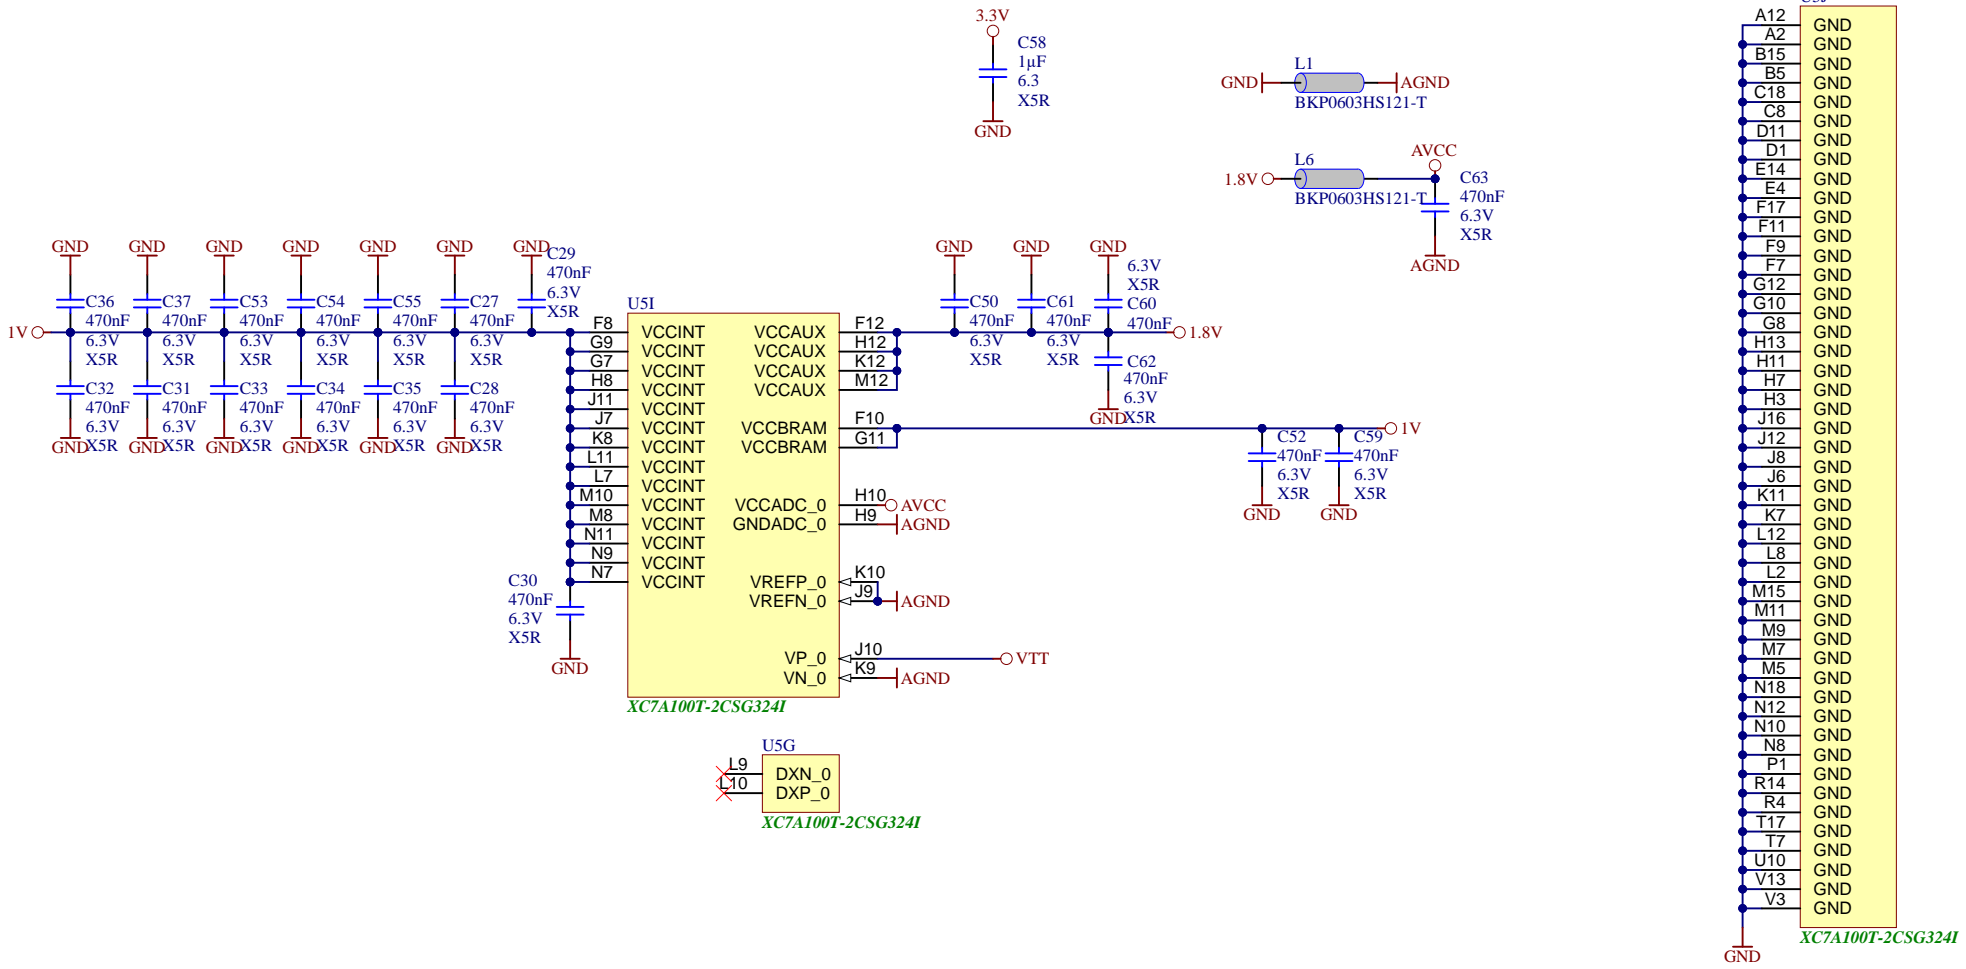 3.3V
C58
1µF
6.3
X5R
GND
L1
GND
AGND
BKP0603HS121-T
L6
1.8V
BKP0603HS121-T
AVCC
C63
470nF
6.3V
X5R
AGND
GND
GND
GND
GND
GND
GND
GND
C29
470nF
6.3V
X5R
C36
470nF
6.3V
X5R
C37
470nF
6.3V
X5R
C53
470nF
6.3V
X5R
C54
470nF
6.3V
X5R
C55
470nF
6.3V
X5R
C27
470nF
6.3V
X5R
1V
C32
470nF
6.3V
X5R
GND
C31
470nF
6.3V
X5R
GND
C33
470nF
6.3V
X5R
GND
C34
470nF
6.3V
X5R
GND
C35
470nF
6.3V
X5R
GND
C28
470nF
6.3V
X5R
GND
C30
470nF
6.3V
X5R
GND
U5I
F8 VCCINT
G9 VCCINT
G7 VCCINT
H8 VCCINT
J11 VCCINT
J7 VCCINT
K8 VCCINT
L11 VCCINT
L7 VCCINT
M10 VCCINT
M8 VCCINT
N11 VCCINT
N9 VCCINT
N7 VCCINT
VCCAUX F12
VCCAUX H12
VCCAUX K12
VCCAUX M12
VCCBRAM F10
VCCBRAM G11
VCCADC_0 H10 AVCC
GNDADC_0 H9 AGND
VREFP_0 K10
VREFN_0 J9 AGND
VP_0 J10 VTT
VN_0 K9 AGND
XC7A100T-2CSG324I
GND
GND
GND
C50
470nF
6.3V
X5R
C61
470nF
6.3V
X5R
6.3V
X5R
C60
470nF
1.8V
C62
470nF
6.3V
X5R
GND
1V
C52
470nF
6.3V
X5R
GND
C59
470nF
6.3V
X5R
GND
U5G
L9 DXN_0
L10 DXP_0
XC7A100T-2CSG324I
A12 GND
A2 GND
B15 GND
B5 GND
C18 GND
C8 GND
D11 GND
D1 GND
E14 GND
E4 GND
F17 GND
F11 GND
F9 GND
F7 GND
G12 GND
G10 GND
G8 GND
H13 GND
H11 GND
H7 GND
H3 GND
J16 GND
J12 GND
J8 GND
J6 GND
K11 GND
K7 GND
L12 GND
L8 GND
L2 GND
M15 GND
M11 GND
M9 GND
M7 GND
M5 GND
N18 GND
N12 GND
N10 GND
N8 GND
P1 GND
R14 GND
R4 GND
T17 GND
T7 GND
U10 GND
V13 GND
V3 GND
XC7A100T-2CSG324I
GND